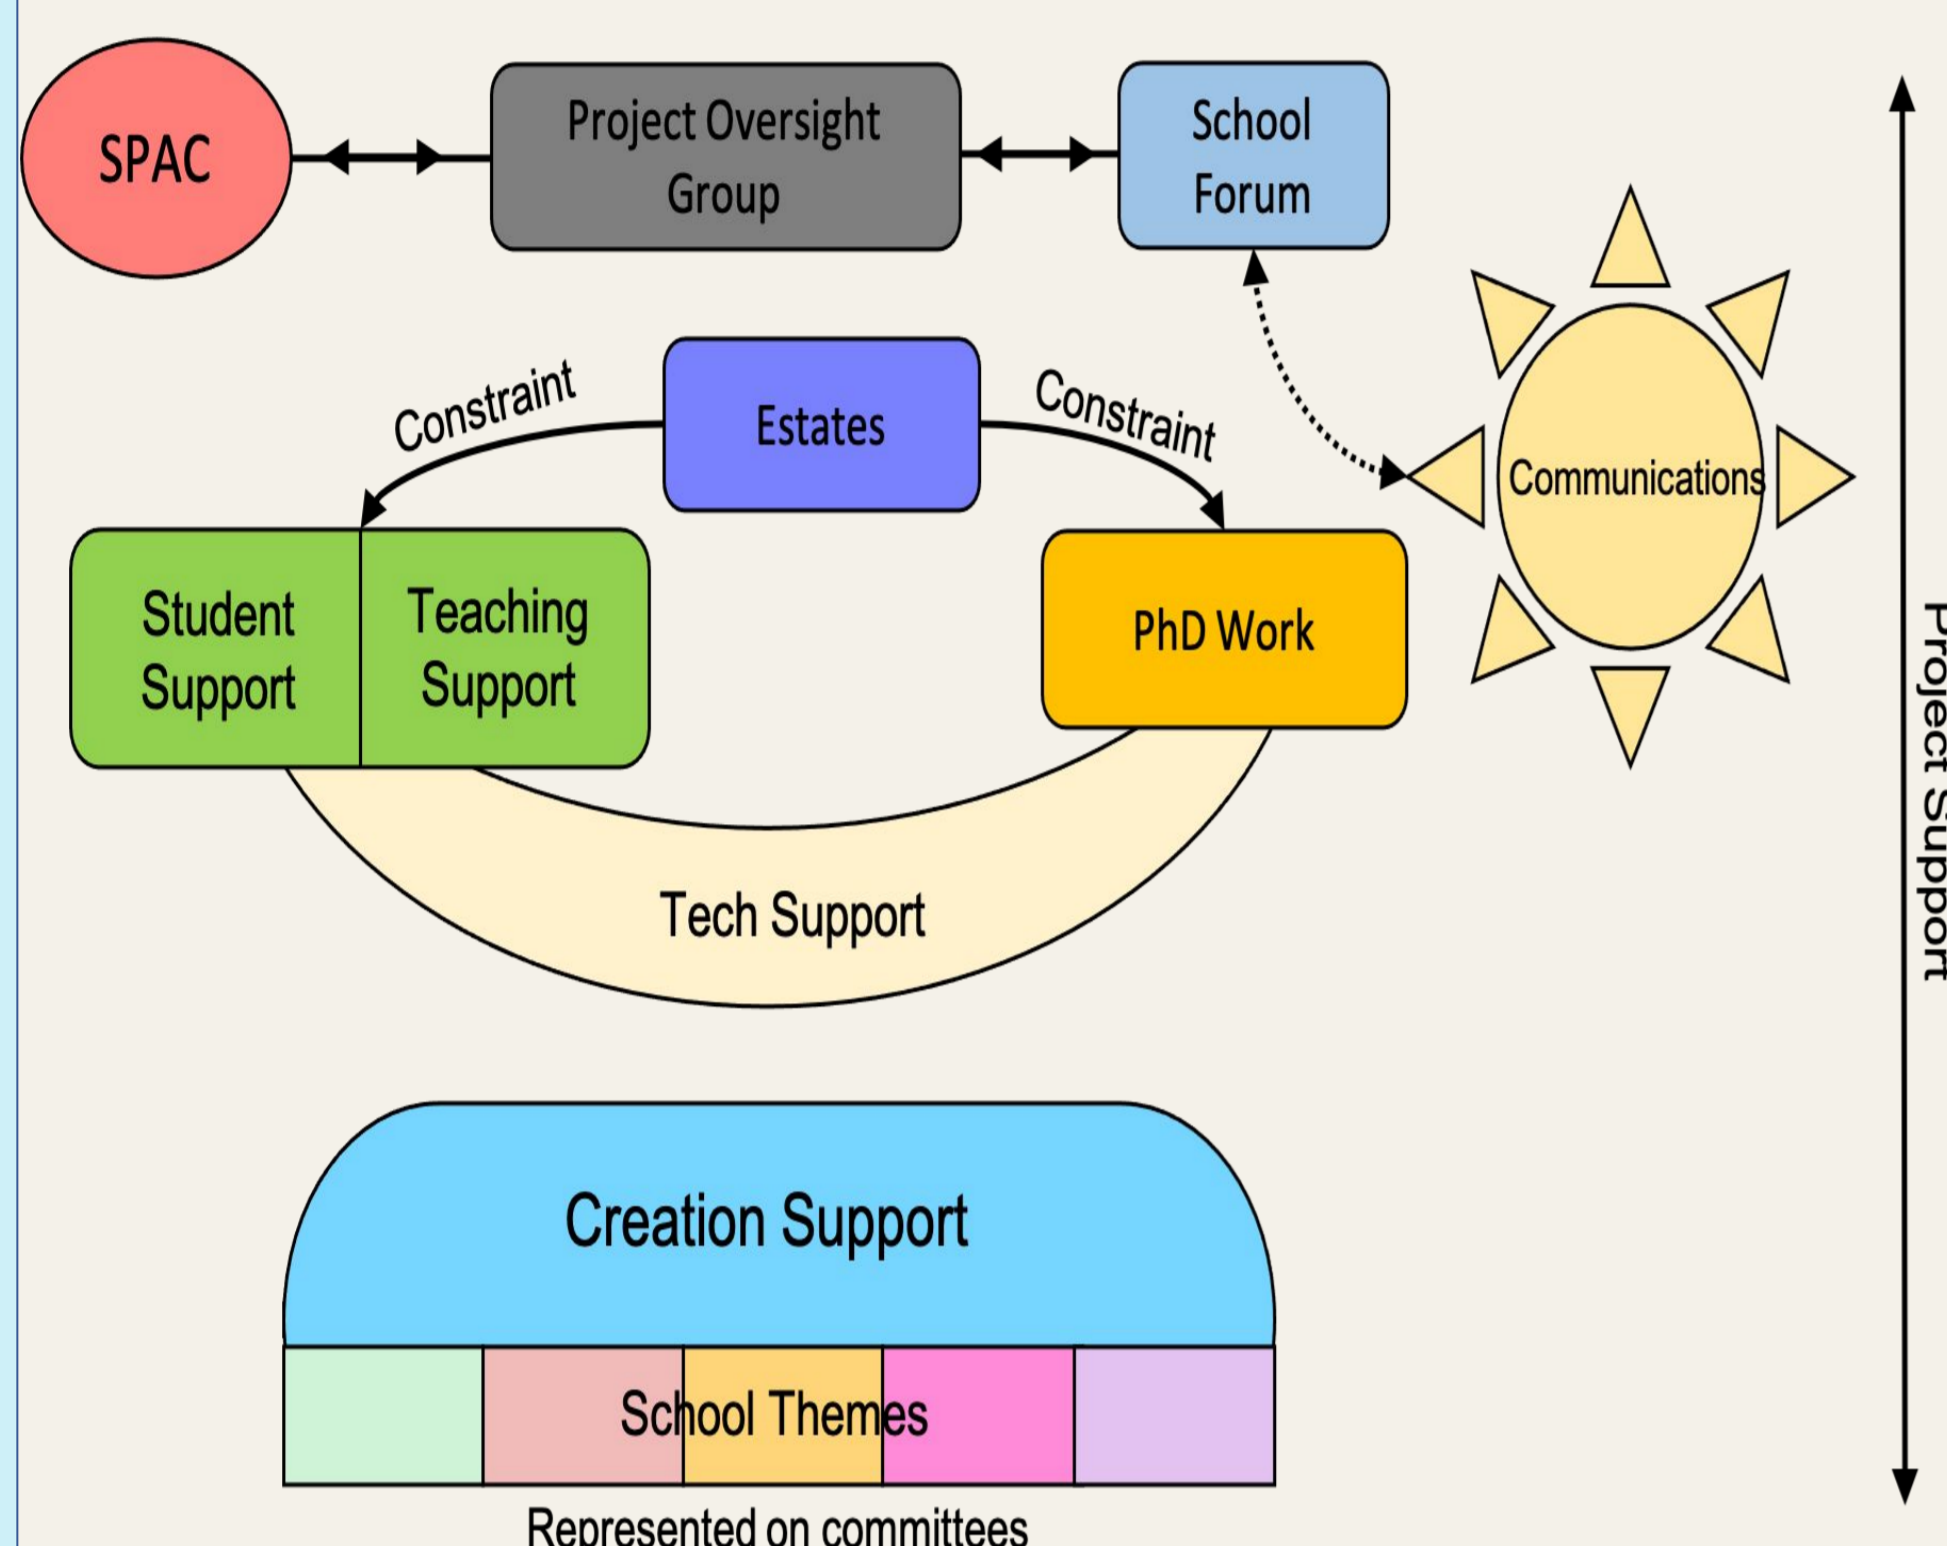 SPAC
Project Oversight
Group
School
Forum
Constraint
Estates
Constraint
Communications
Student
Support
Teaching
Support
PhD Work
Tech Support
Project Support
Creation Support
School Themes
Represented on committees